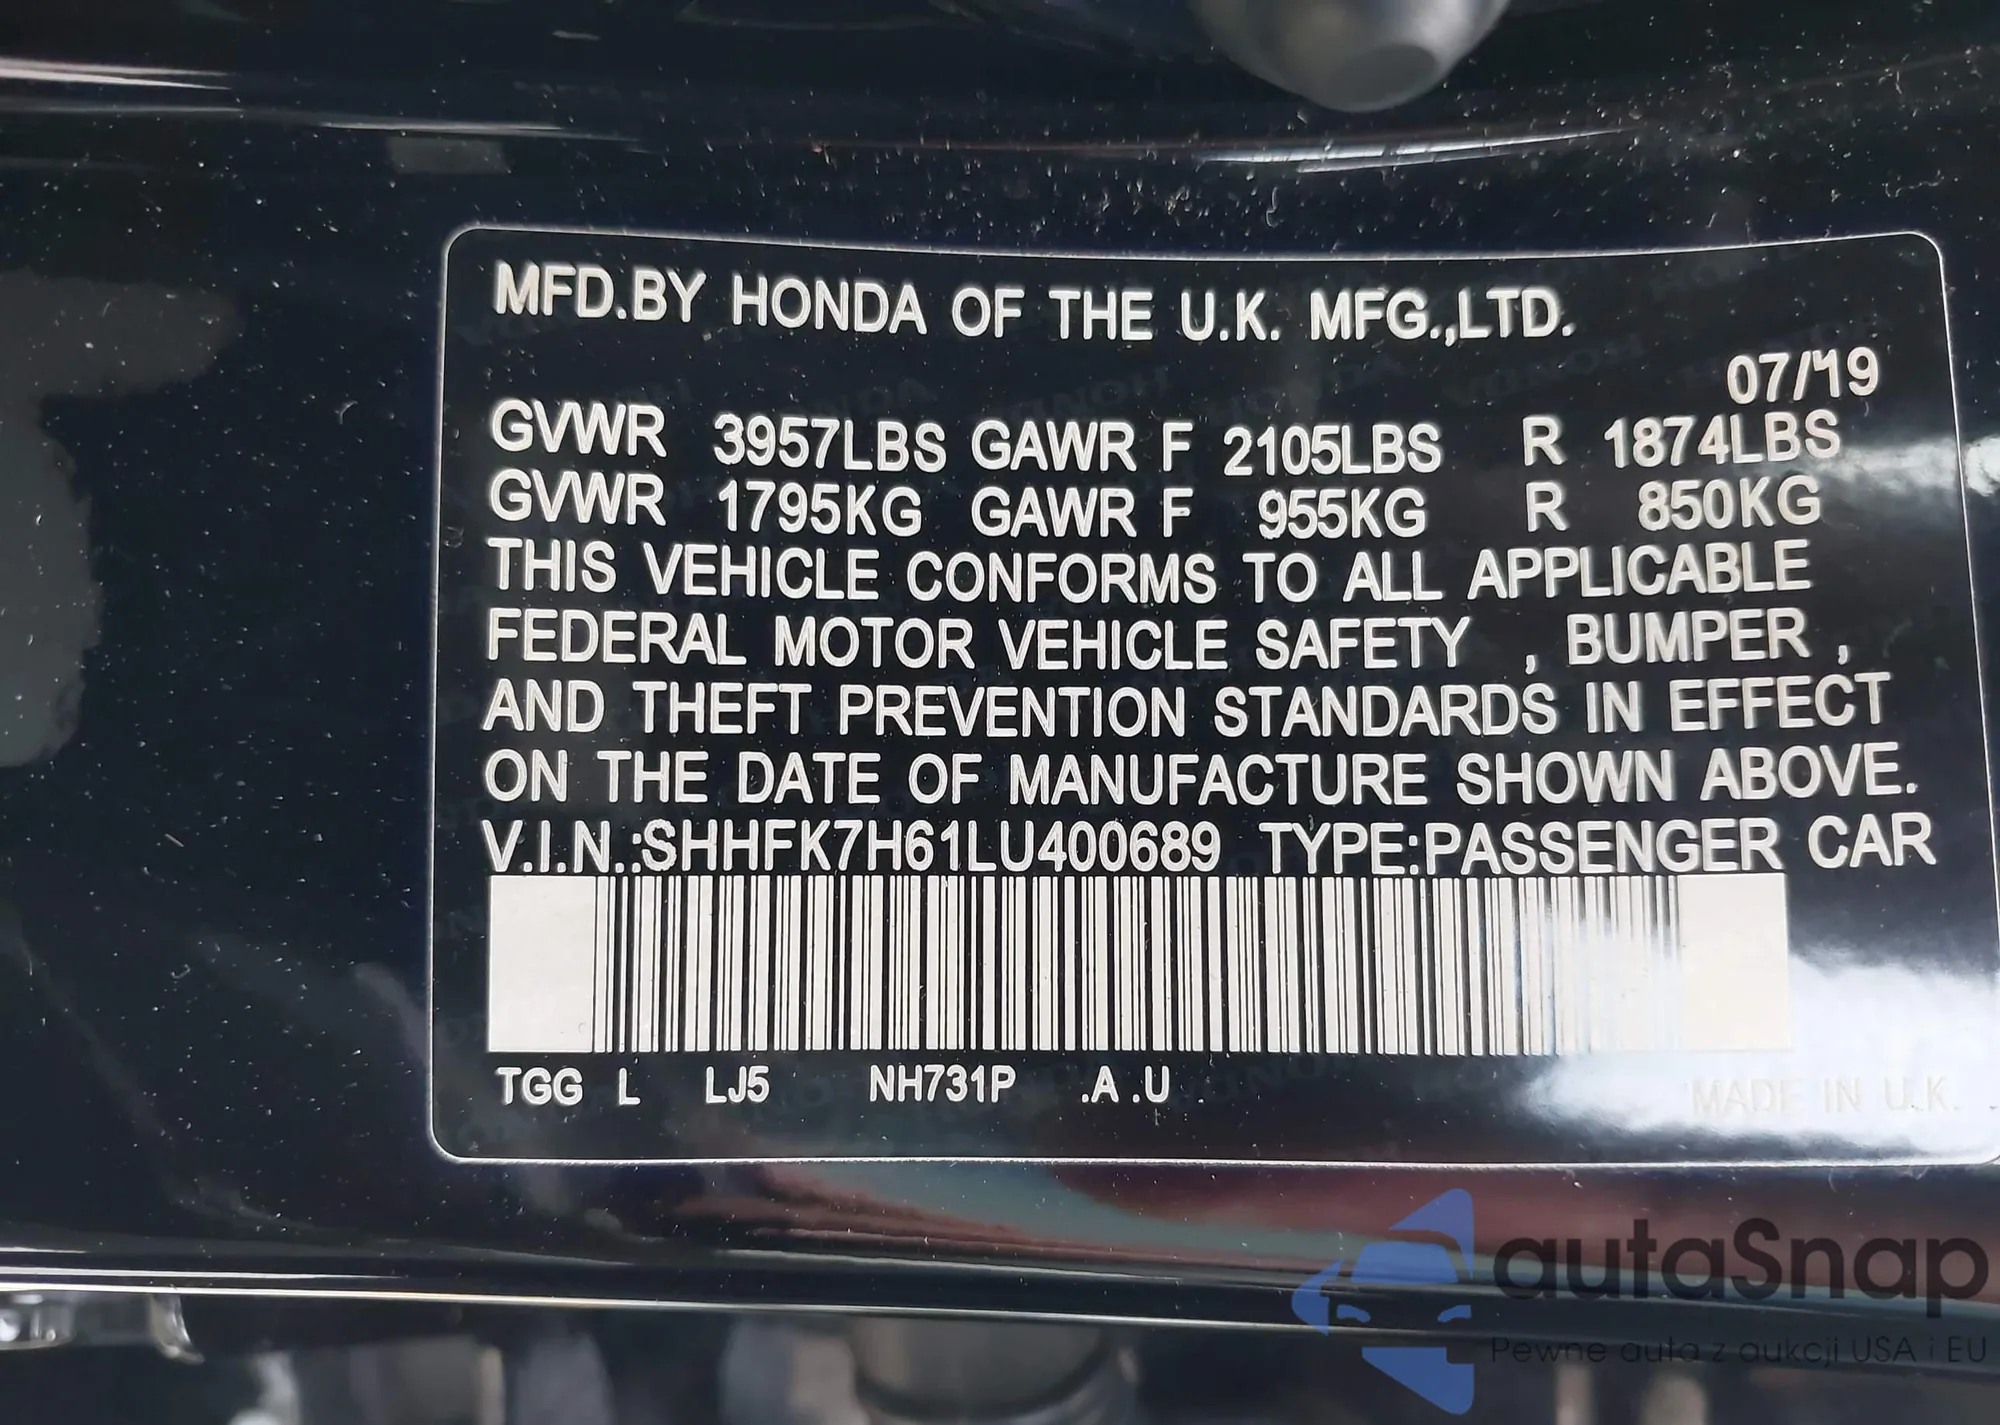 MFD.BY HONDA OF THE U.K. MFG.,LTD.
07/19
GVWR 3957LBS GAWR F 2105LBS R 1874LBS
GVWR 1795KG GAWR F 955KG R 850KG
THIS VEHICLE CONFORMS TO ALL APPLICABLE
FEDERAL MOTOR VEHICLE SAFETY , BUMPER ,
AND THEFT PREVENTION STANDARDS IN EFFECT
ON THE DATE OF MANUFACTURE SHOWN ABOVE.
V.I.N.:SHHFK7H61LU400689 TYPE:PASSENGER CAR
TGG L LJ5 NH731P .A .U
MADE IN U.K.
autaSnap
Pewne auta z aukcji USA i EU